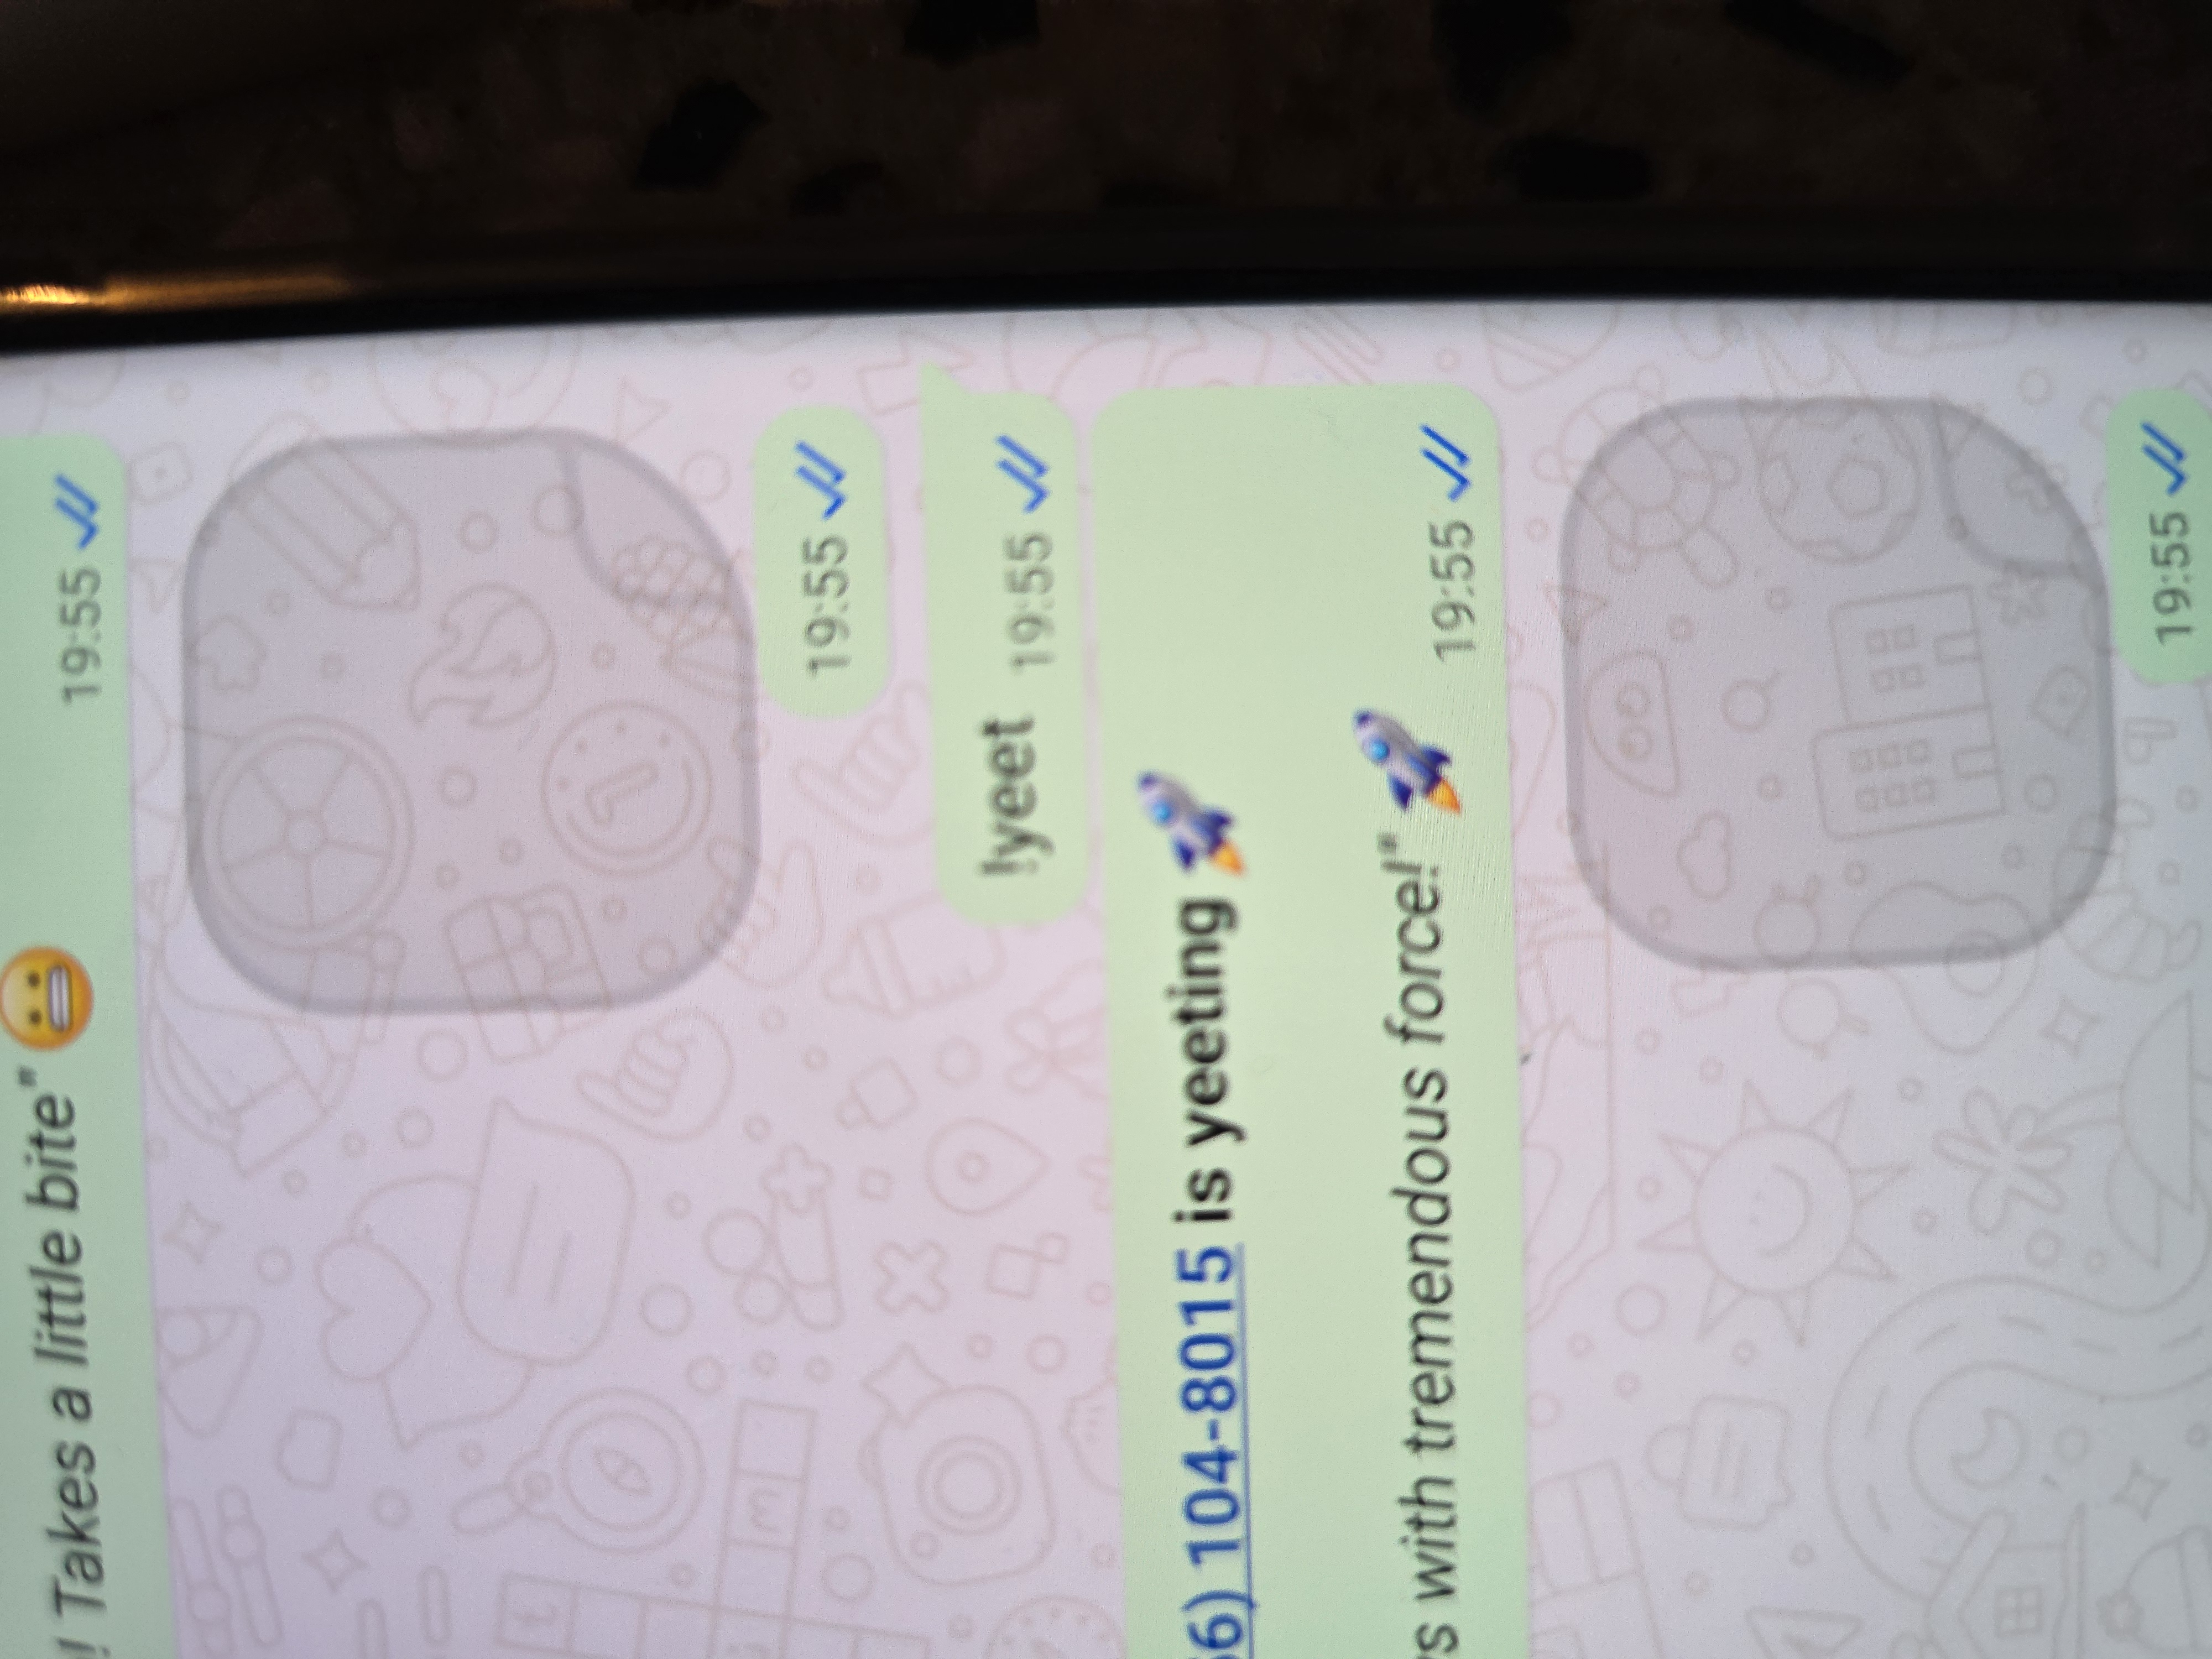 ! Takes a little bite" 😬
19:55
19:55
!yeet 19:55
6) 104-8015 is yeeting 🚀
s with tremendous force!" 🚀 19:55
19:55